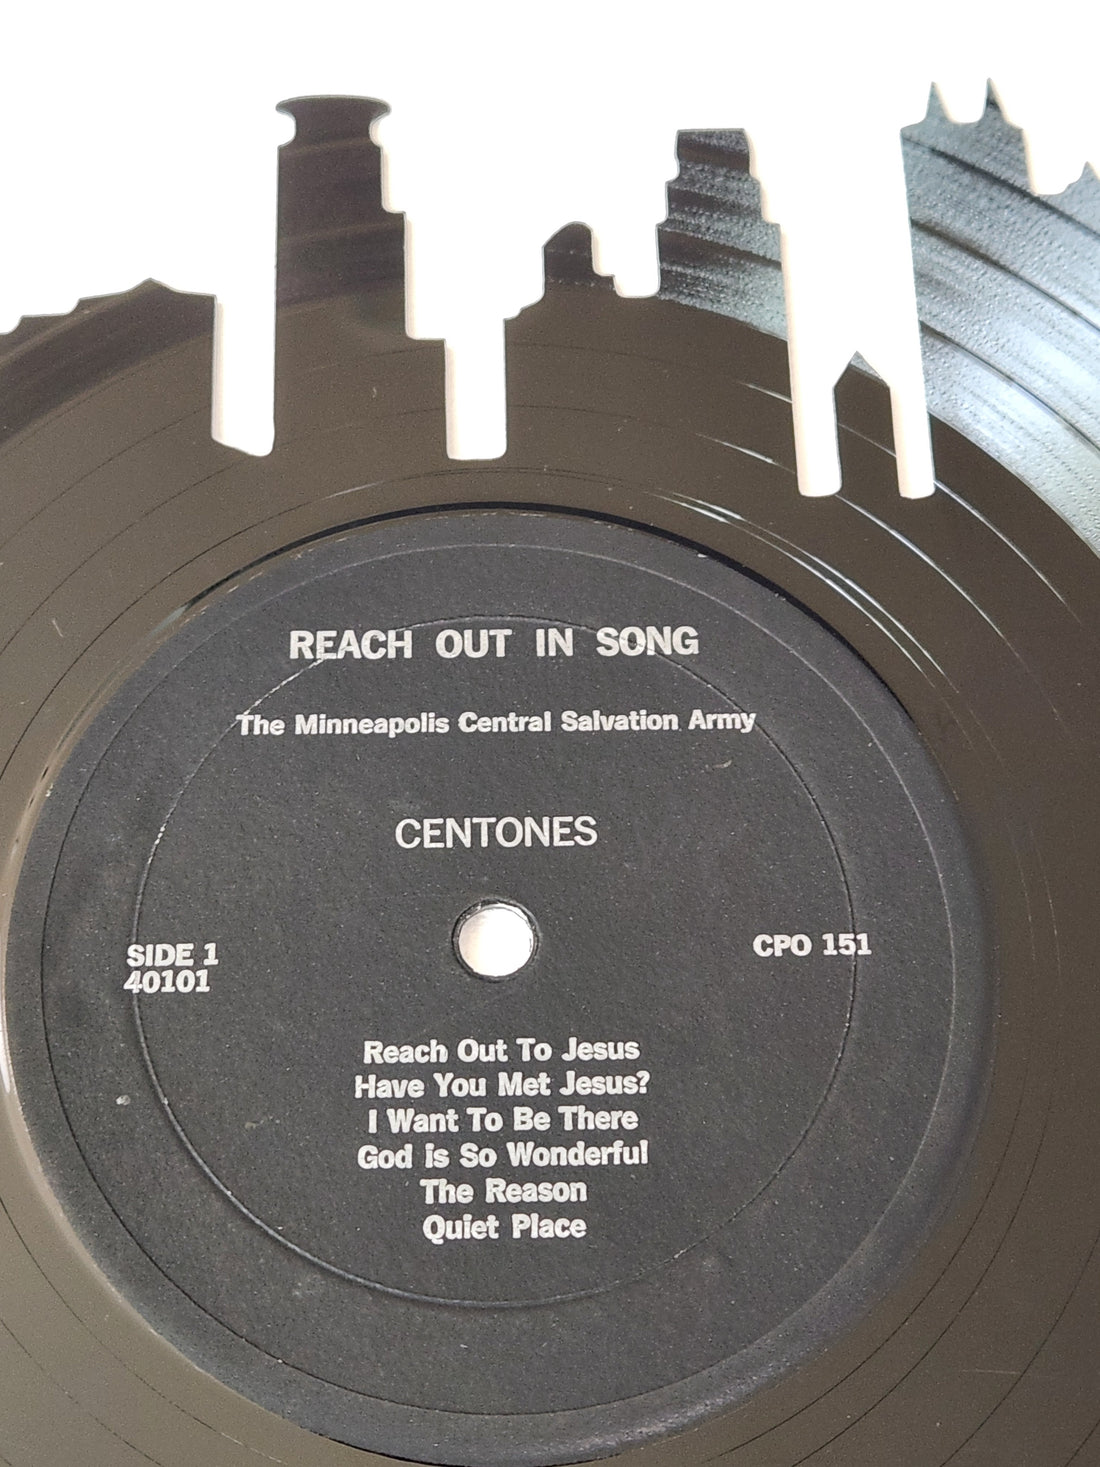 REACH OUT IN SONG
The Minneapolis Central Salvation Army
CENTONES
SIDE 1
40101
CPO 151
Reach Out To Jesus
Have You Met Jesus?
I Want To Be There
God is So Wonderful
The Reason
Quiet Place